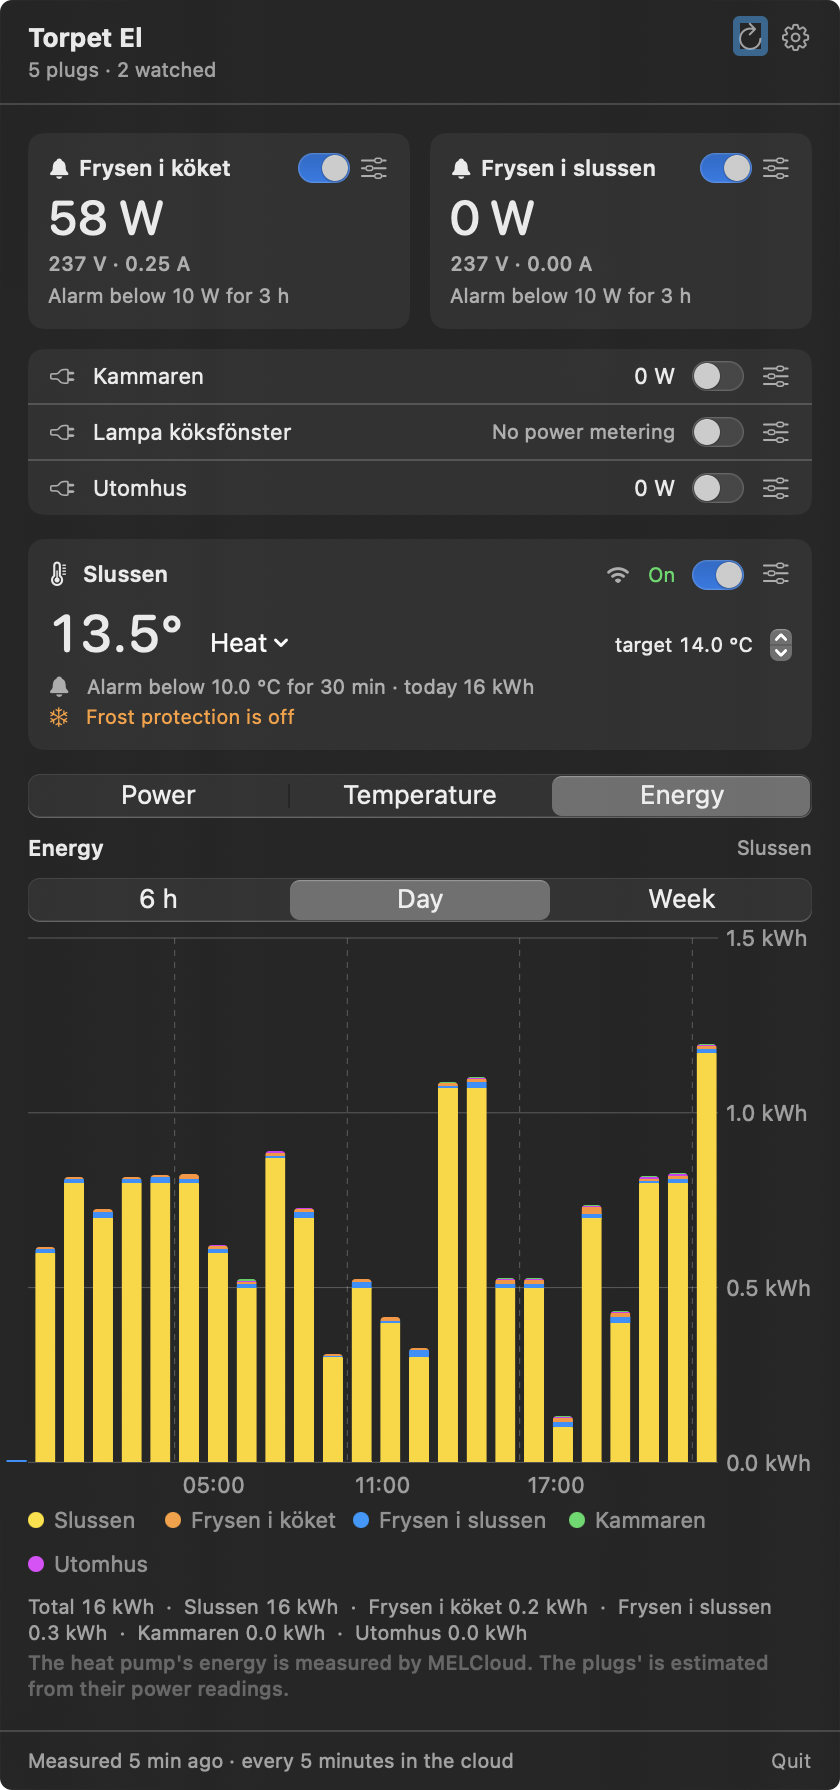 Torpet El
5 plugs · 2 watched
Frysen i köket
58 W
237 V · 0.25 A
Alarm below 10 W for 3 h
Frysen i slussen
0 W
237 V · 0.00 A
Alarm below 10 W for 3 h
Kammaren 0 W
Lampa köksfönster No power metering
Utomhus 0 W
Slussen On
13.5° Heat target 14.0 °C
Alarm below 10.0 °C for 30 min · today 16 kWh
Frost protection is off
Power Temperature Energy
Energy Slussen
6 h Day Week
1.5 kWh
1.0 kWh
0.5 kWh
0.0 kWh
05:00 11:00 17:00
Slussen Frysen i köket Frysen i slussen Kammaren
Utomhus
Total 16 kWh · Slussen 16 kWh · Frysen i köket 0.2 kWh · Frysen i slussen
0.3 kWh · Kammaren 0.0 kWh · Utomhus 0.0 kWh
The heat pump's energy is measured by MELCloud. The plugs' is estimated
from their power readings.
Measured 5 min ago · every 5 minutes in the cloud Quit